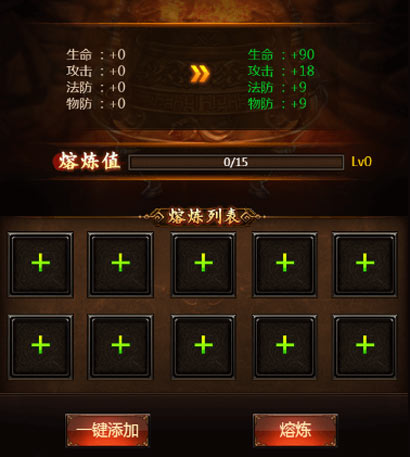 生命 : +0 生命 : +90
攻击 : +0 攻击 : +18
法防 : +0 法防 : +9
物防 : +0 物防 : +9
熔炼值 0/15 Lv0
熔炼列表
一键添加 熔炼